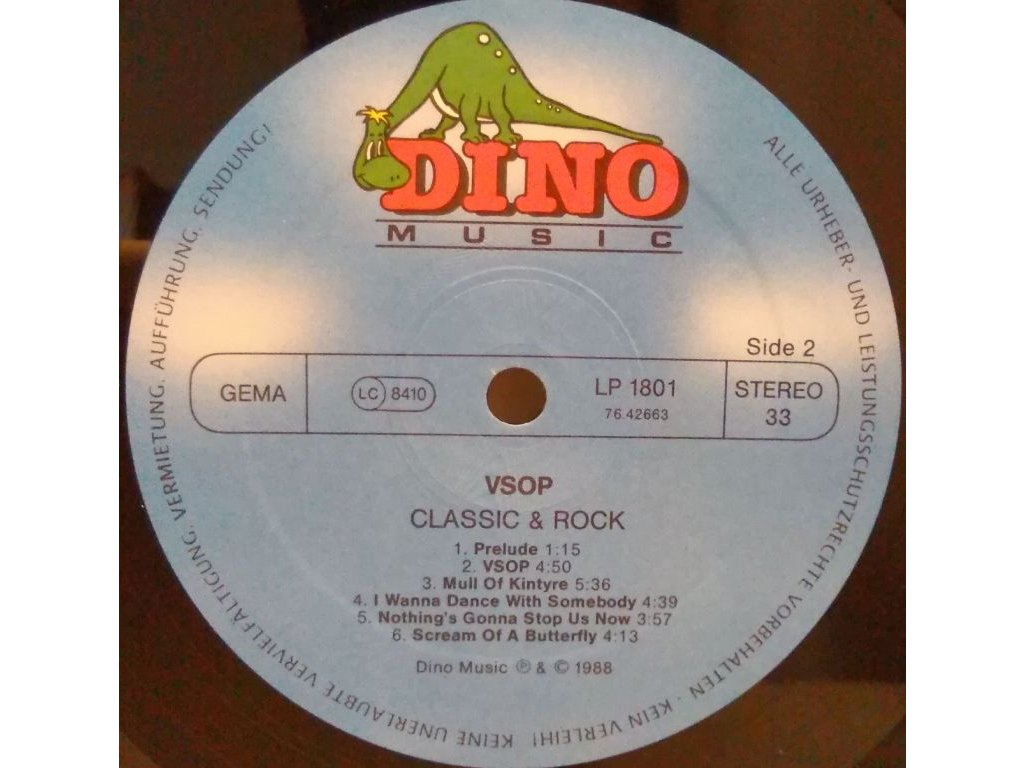 DINO
MUSIC
Side 2
GEMA
LC 8410
LP 1801
76.42663
STEREO
33
VSOP
CLASSIC & ROCK
1. Prelude 1:15
2. VSOP 4:50
3. Mull Of Kintyre 5:36
4. I Wanna Dance With Somebody 4:39
5. Nothing's Gonna Stop Us Now 3:57
6. Scream Of A Butterfly 4:13
Dino Music ℗ & © 1988
ALLE URHEBER- UND LEISTUNGSSCHUTZRECHTE VORBEHALTEN · KEIN VERLEIH! KEINE UNERLAUBTE VERVIELFÄLTIGUNG, VERMIETUNG, AUFFÜHRUNG, SENDUNG!